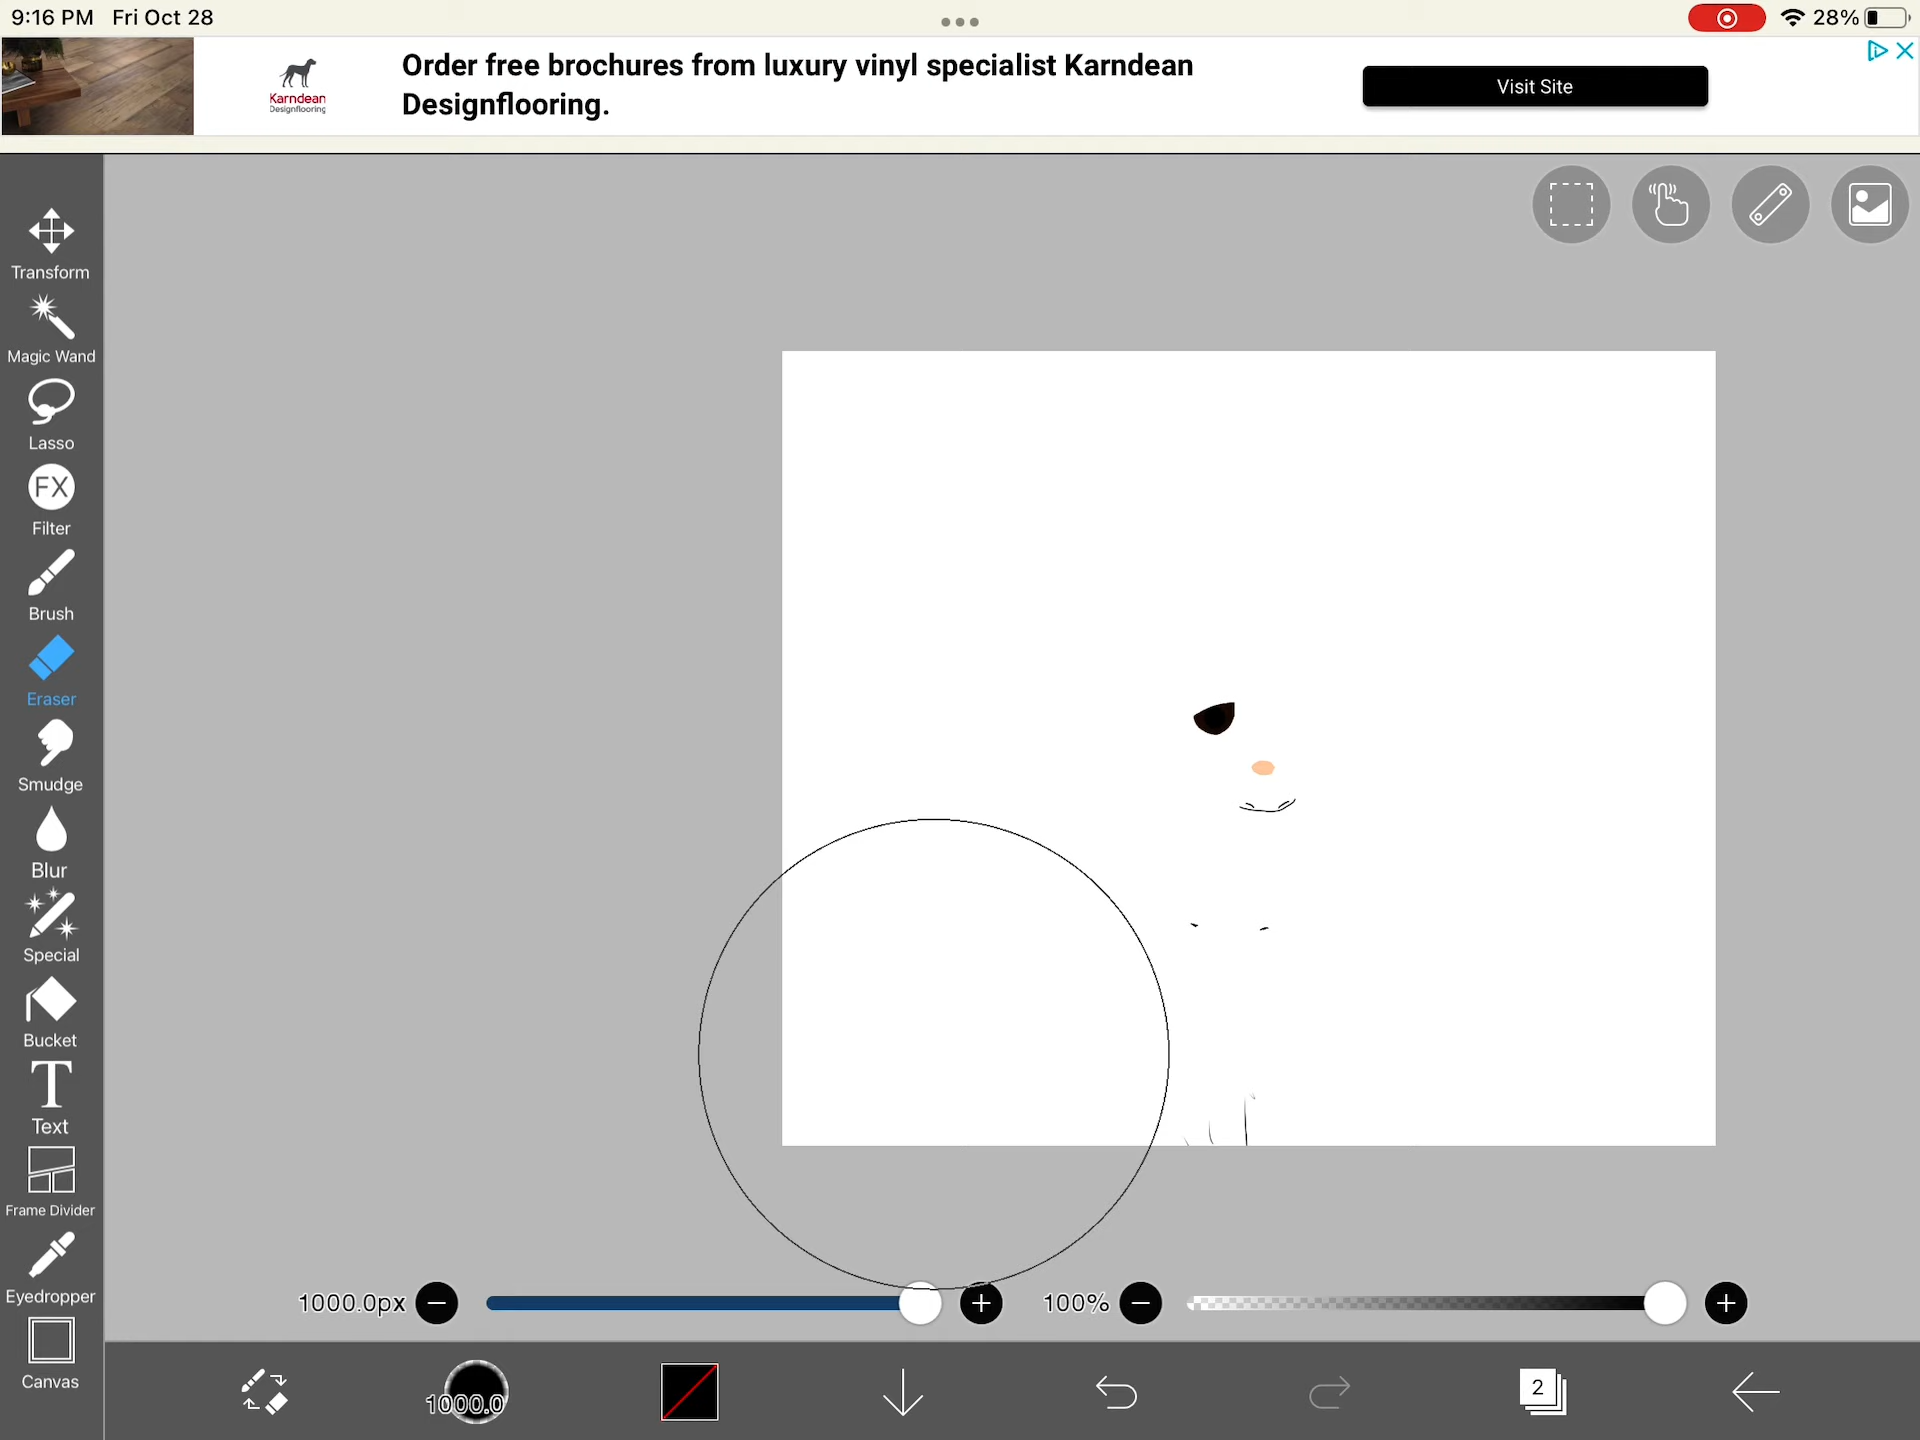 9:16 PM Fri Oct 28
28%
Order free brochures from luxury vinyl specialist Karndean
Designflooring.
Karndean
Designflooring
Visit Site
Transform
Magic Wand
Lasso
FX
Filter
Brush
Eraser
Smudge
Blur
Special
Bucket
T
Text
Frame Divider
Eyedropper
Canvas
1000.0px
100%
1000.0
2